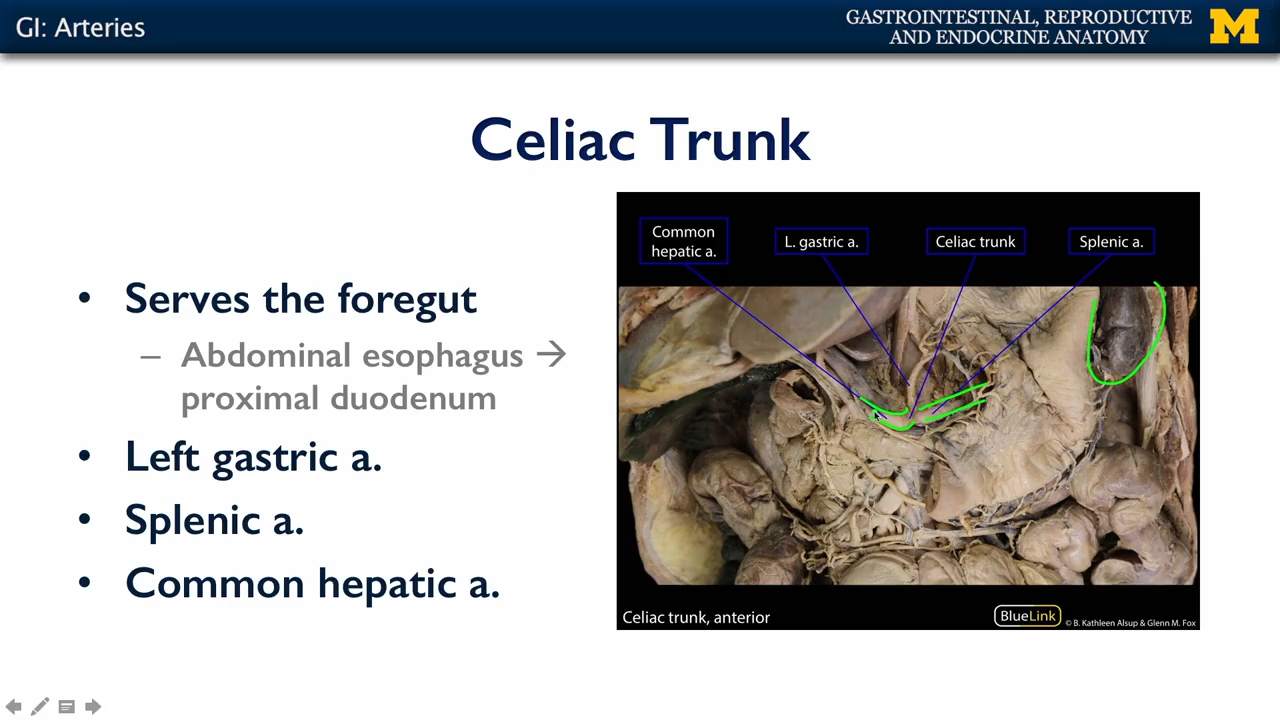 GI: Arteries
GASTROINTESTINAL, REPRODUCTIVE
AND ENDOCRINE ANATOMY
M
Celiac Trunk
• Serves the foregut
– Abdominal esophagus →
proximal duodenum
• Left gastric a.
• Splenic a.
• Common hepatic a.
Common
hepatic a.
L. gastric a.
Celiac trunk
Splenic a.
Celiac trunk, anterior
BlueLink
© B. Kathleen Alsup & Glenn M. Fox